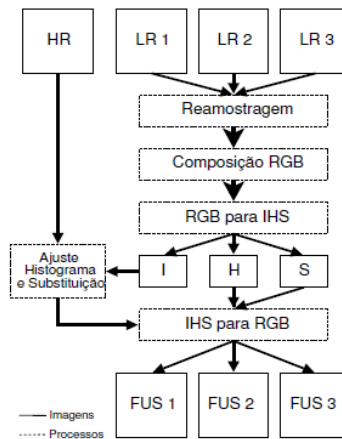 HR
LR 1
LR 2
LR 3
Reamostragem
Composição RGB
RGB para IHS
Ajuste
Histograma
e Substituição
I
H
S
IHS para RGB
FUS 1
FUS 2
FUS 3
Imagens
Processos